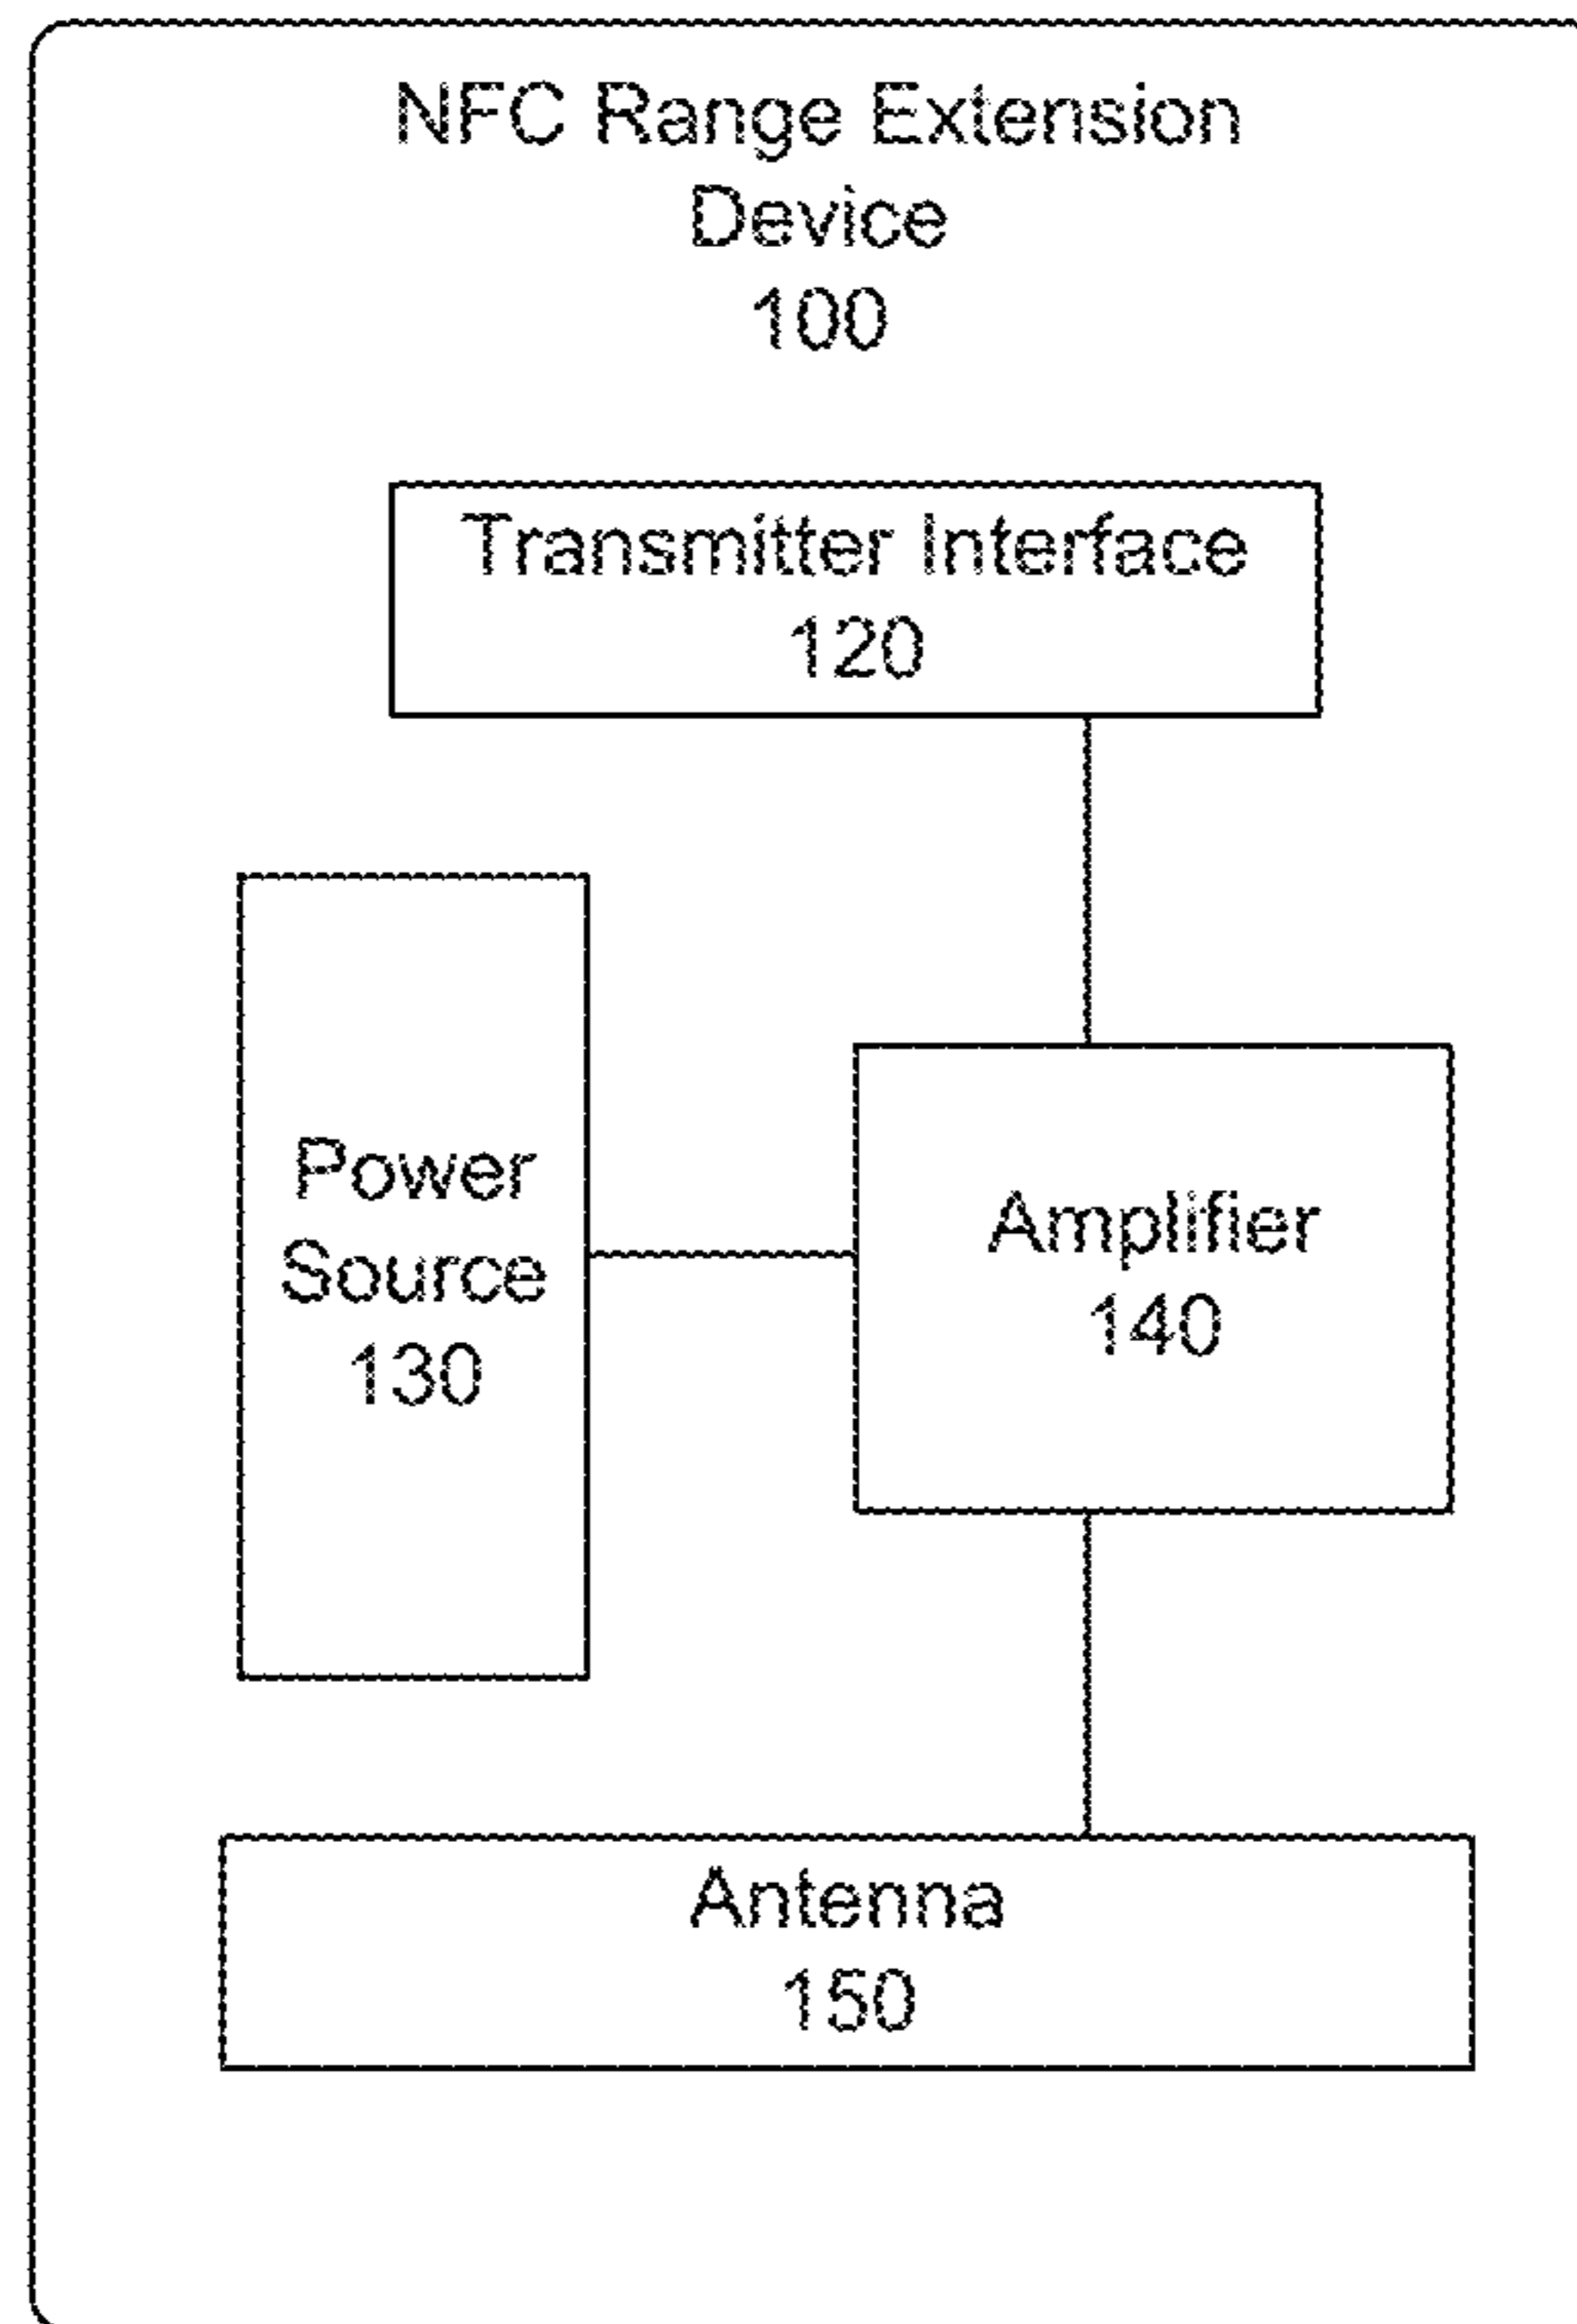 NFC Range Extension
Device
100
Transmitter Interface
120
Power
Source
130
Amplifier
140
Antenna
150